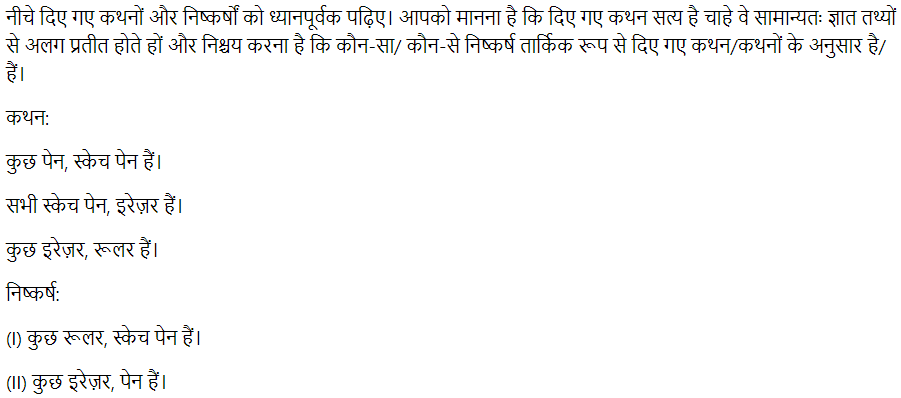 नीचे दिए गए कथनों और निष्कर्षों को ध्यानपूर्वक पढ़िए। आपको मानना है कि दिए गए कथन सत्य है चाहे वे सामान्यतः ज्ञात तथ्यों
से अलग प्रतीत होते हों और निश्चय करना है कि कौन-सा/ कौन-से निष्कर्ष तार्किक रूप से दिए गए कथन/कथनों के अनुसार है/
हैं।
कथन:
कुछ पेन, स्केच पेन हैं।
सभी स्केच पेन, इरेज़र हैं।
कुछ इरेज़र, रूलर हैं।
निष्कर्ष:
(I) कुछ रूलर, स्केच पेन हैं।
(II) कुछ इरेज़र, पेन हैं।